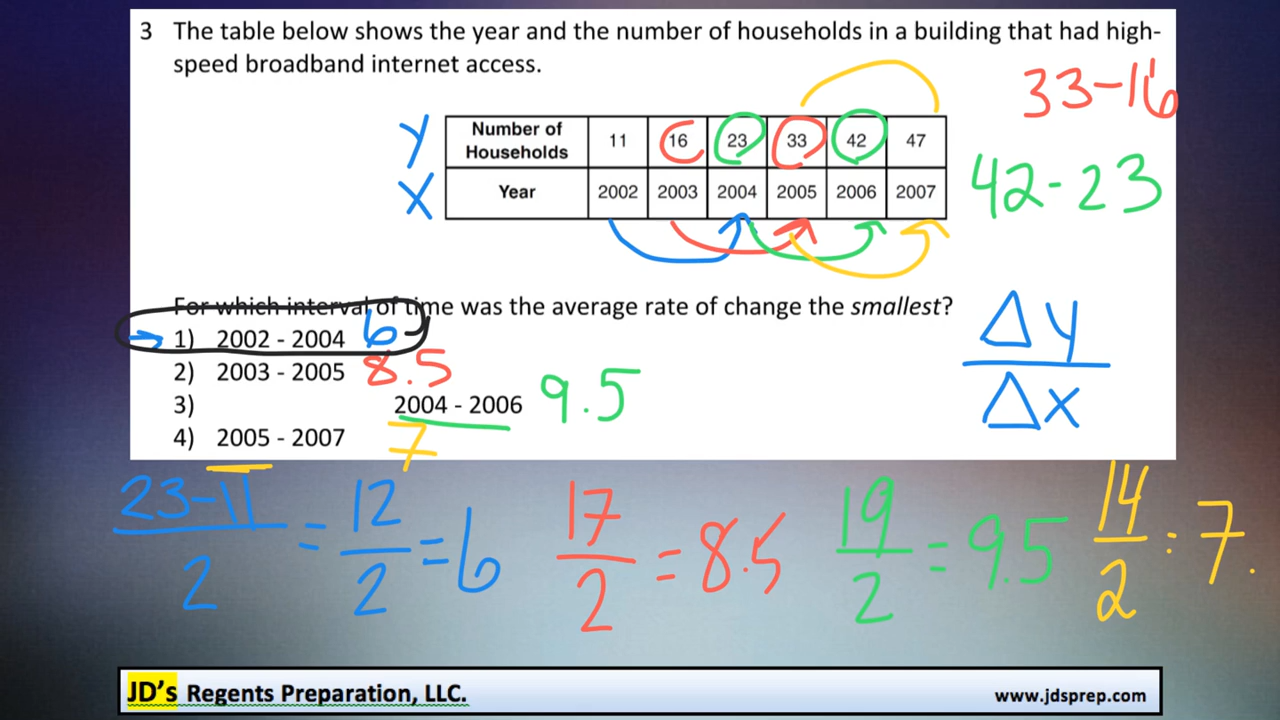 3 The table below shows the year and the number of households in a building that had high-
speed broadband internet access.
33-16
Y Number of Households 11 16 23 33 42 47
X Year 2002 2003 2004 2005 2006 2007
42-23
For which interval of time was the average rate of change the smallest?
1) 2002 - 2004 6
2) 2003 - 2005 8.5
3) 2004 - 2006 9.5
4) 2005 - 2007 7
Δy
Δx
23-11 / 2 = 12 / 2 = 6
17 / 2 = 8.5
19 / 2 = 9.5
14 / 2 = 7.
JD's Regents Preparation, LLC.
www.jdsprep.com